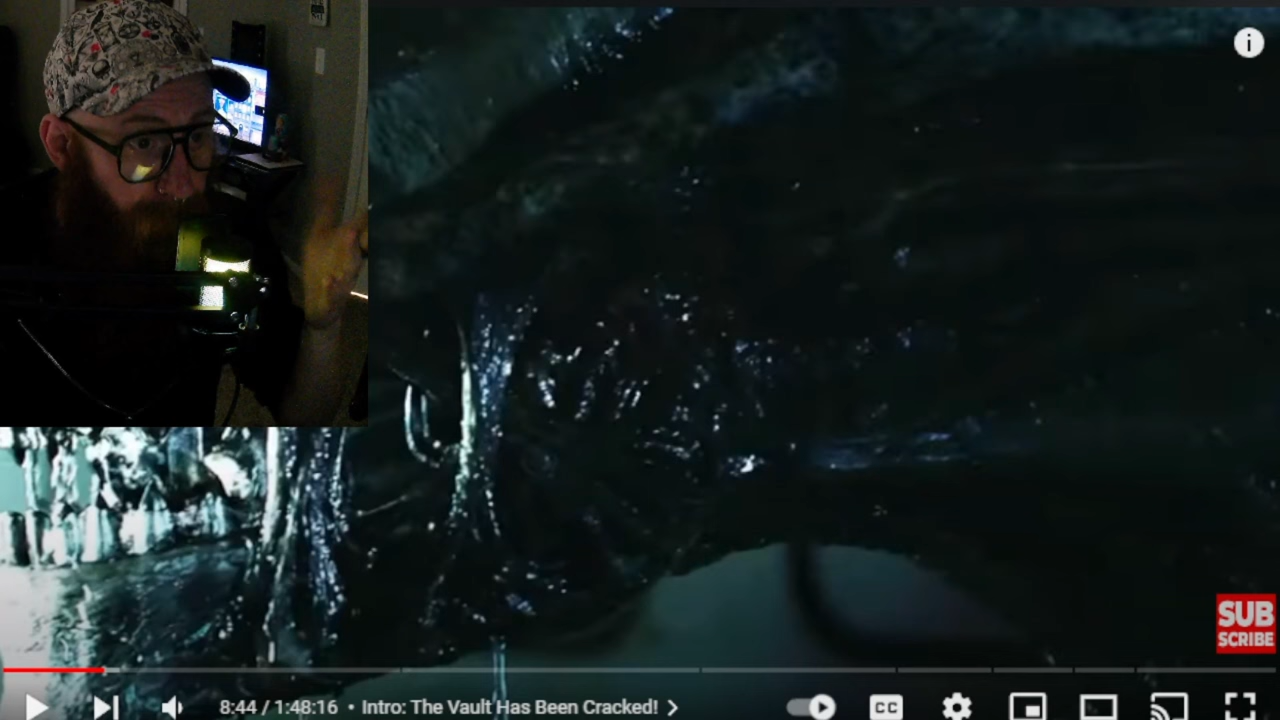 SUB
SCRIBE
8:44 / 1:48:16 • Intro: The Vault Has Been Cracked!
CC